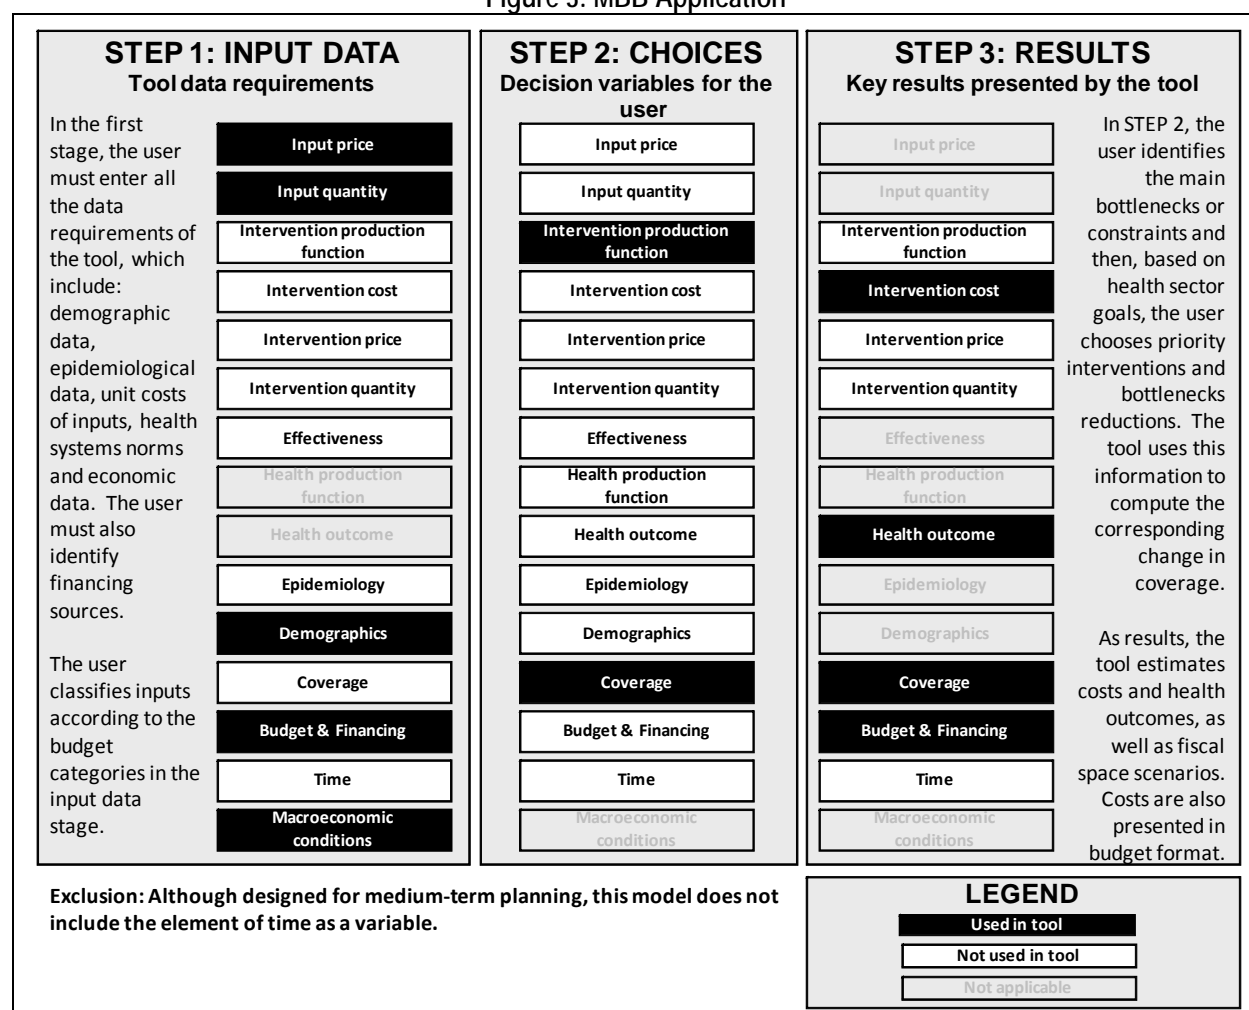 Figure 3: MBB Application
STEP 1: INPUT DATA
Tool data requirements
In the first
stage, the user
must enter all
the data
requirements of
the tool, which
include:
demographic
data,
epidemiological
data, unit costs
of inputs, health
systems norms
and economic
data. The user
must also
identify
financing
sources.
The user
classifies inputs
according to the
budget
categories in the
input data
stage.
Input price
Input quantity
Intervention production
function
Intervention cost
Intervention price
Intervention quantity
Effectiveness
Health production
function
Health outcome
Epidemiology
Demographics
Coverage
Budget & Financing
Time
Macroeconomic
conditions
STEP 2: CHOICES
Decision variables for the
user
Input price
Input quantity
Intervention production
function
Intervention cost
Intervention price
Intervention quantity
Effectiveness
Health production
function
Health outcome
Epidemiology
Demographics
Coverage
Budget & Financing
Time
Macroeconomic
conditions
STEP 3: RESULTS
Key results presented by the tool
Input price
Input quantity
Intervention production
function
Intervention cost
Intervention price
Intervention quantity
Effectiveness
Health production
function
Health outcome
Epidemiology
Demographics
Coverage
Budget & Financing
Time
Macroeconomic
conditions
In STEP 2, the
user identifies
the main
bottlenecks or
constraints and
then, based on
health sector
goals, the user
chooses priority
interventions and
bottlenecks
reductions. The
tool uses this
information to
compute the
corresponding
change in
coverage.
As results, the
tool estimates
costs and health
outcomes, as
well as fiscal
space scenarios.
Costs are also
presented in
budget format.
Exclusion: Although designed for medium-term planning, this model does not
include the element of time as a variable.
LEGEND
Used in tool
Not used in tool
Not applicable